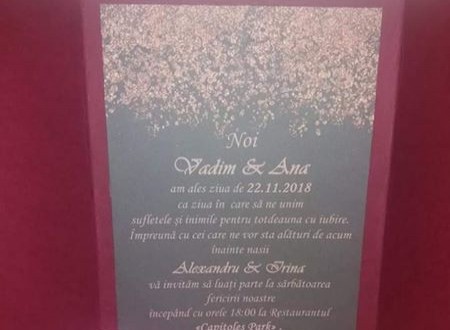 Noi
Vadim & Ana
am ales ziua de 22.11.2018
ca ziua în care să ne unim
sufletele și inimile pentru totdeauna cu iubire.
Împreună cu cei care ne vor sta alături de acum
înainte nasii
Alexandru & Irina
vă invităm să luați parte la sărbătoarea
fericirii noastre
începând cu orele 18:00 la Restaurantul
«Capitoles Park»